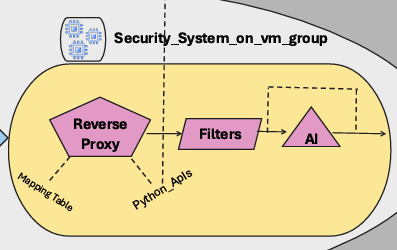 Security_System_on_vm_group
Reverse
Proxy
Filters
AI
Mapping Table
Python_Apis